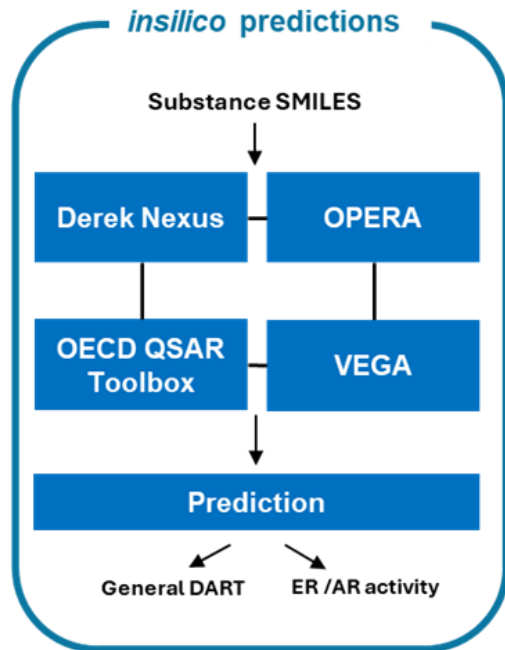 insilico predictions
Substance SMILES
Derek Nexus
OPERA
OECD QSAR
Toolbox
VEGA
Prediction
General DART
ER /AR activity